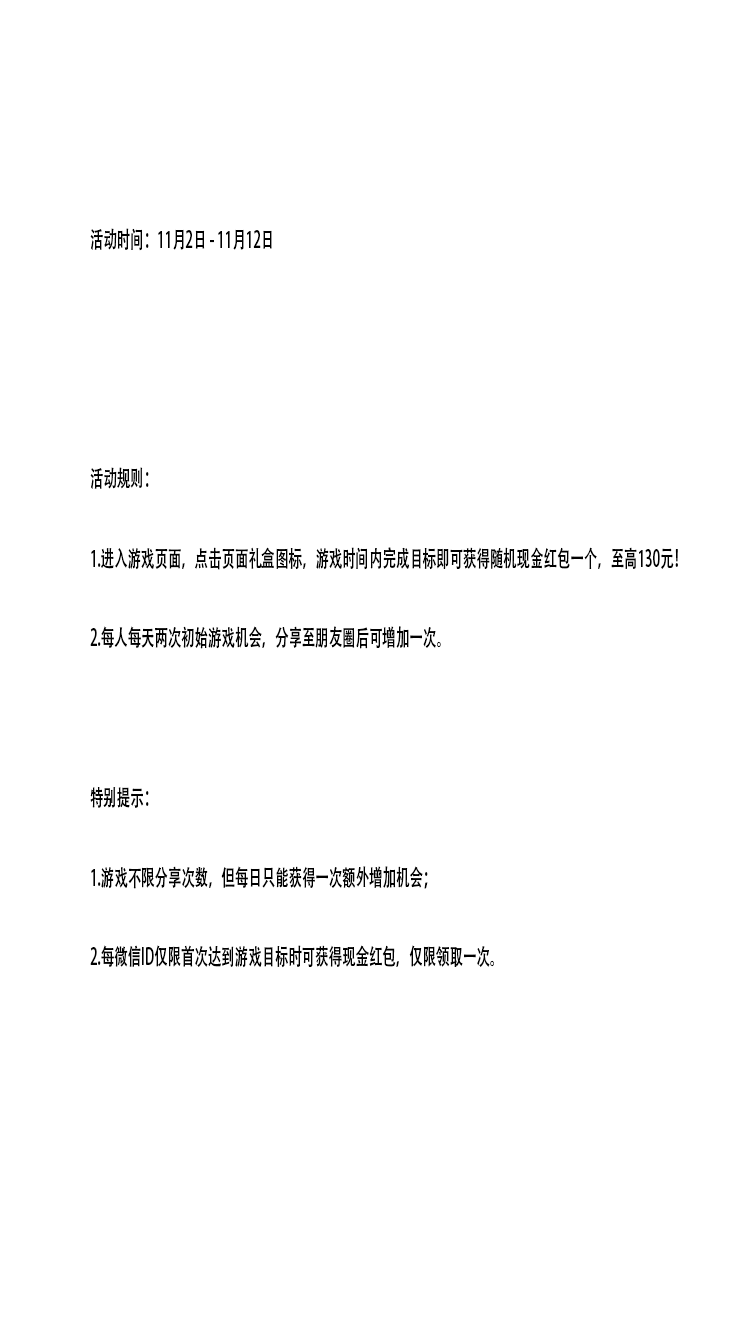 活动时间：11月2日 - 11月12日
活动规则：
1.进入游戏页面，点击页面礼盒图标，游戏时间内完成目标即可获得随机现金红包一个，至高130元！
2.每人每天两次初始游戏机会，分享至朋友圈后可增加一次。
特别提示：
1.游戏不限分享次数，但每日只能获得一次额外增加机会；
2.每微信ID仅限首次达到游戏目标时可获得现金红包，仅限领取一次。